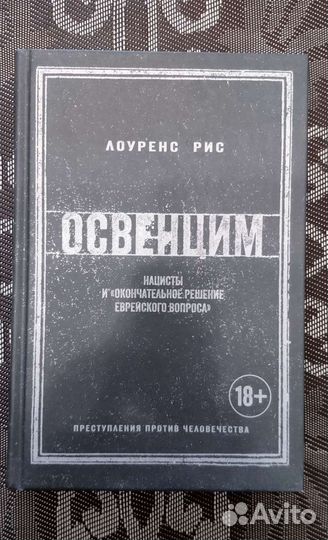 ЛОУРЕНС РИС
ОСВЕНЦИМ
НАЦИСТЫ
И «ОКОНЧАТЕЛЬНОЕ РЕШЕНИЕ
ЕВРЕЙСКОГО ВОПРОСА»
18+
ПРЕСТУПЛЕНИЯ ПРОТИВ ЧЕЛОВЕЧЕСТВА
Avito